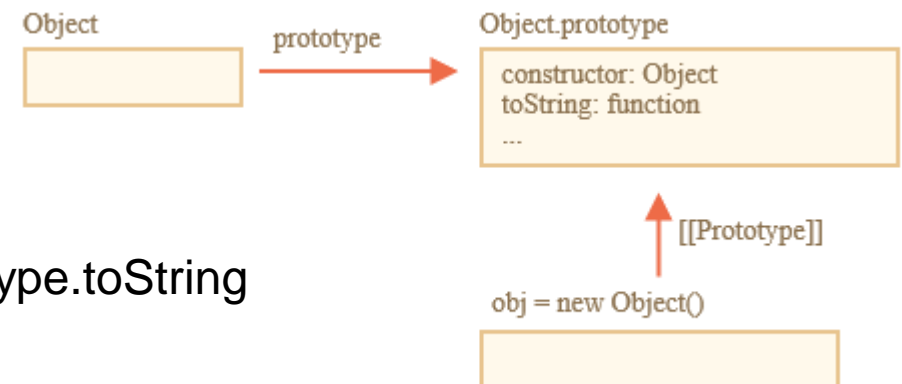 Object
prototype
Object.prototype
constructor: Object
toString: function
...
[[Prototype]]
ype.toString
obj = new Object()